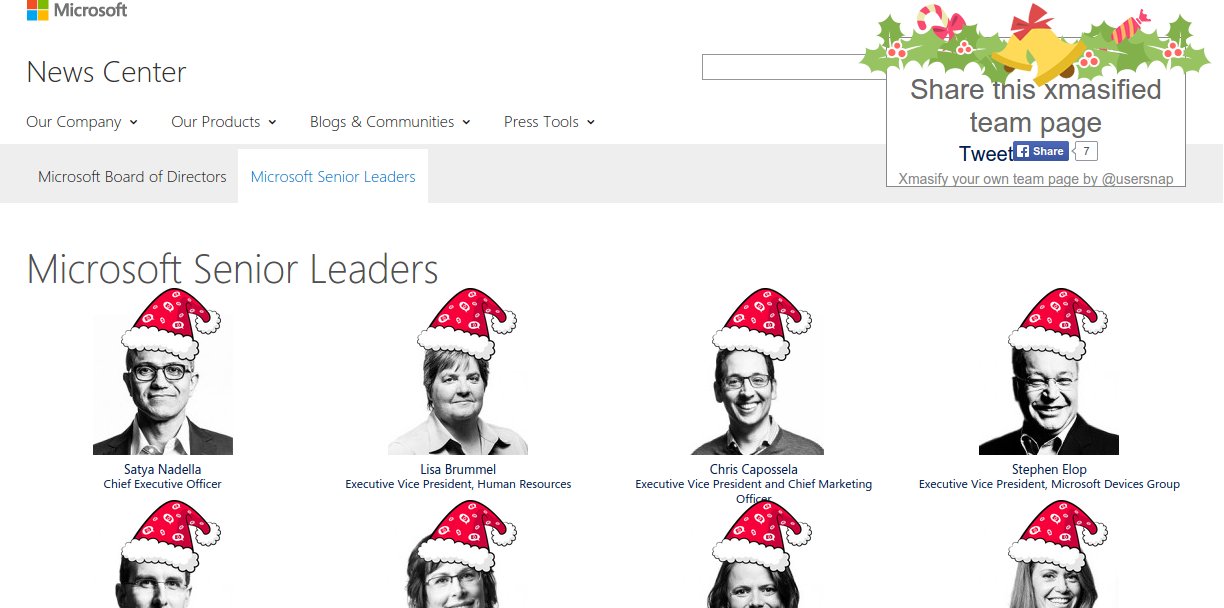 Microsoft
News Center
Share this xmasified
team page
Our Company
Our Products
Blogs & Communities
Press Tools
Tweet
Share
7
Microsoft Board of Directors
Microsoft Senior Leaders
Xmasify your own team page by @usersnap
Microsoft Senior Leaders
Satya Nadella
Chief Executive Officer
Lisa Brummel
Executive Vice President, Human Resources
Chris Capossela
Executive Vice President and Chief Marketing
Officer
Stephen Elop
Executive Vice President, Microsoft Devices Group